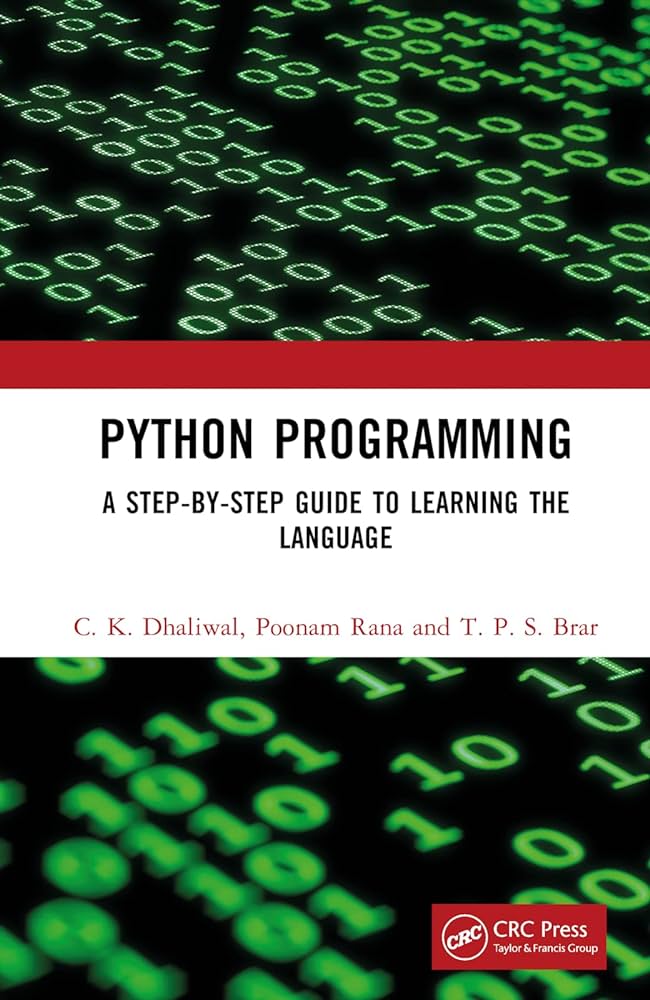 PYTHON PROGRAMMING
A STEP-BY-STEP GUIDE TO LEARNING THE
LANGUAGE
C. K. Dhaliwal, Poonam Rana and T. P. S. Brar
CRC
CRC Press
Taylor & Francis Group